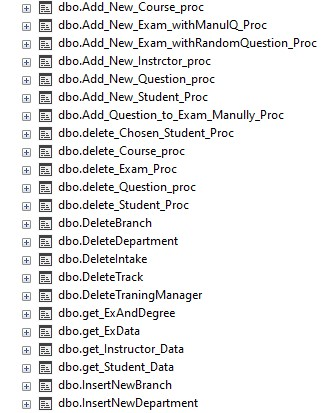 dbo.Add_New_Course_proc
dbo.Add_New_Exam_withManulQ_Proc
dbo.Add_New_Exam_withRandomQuestion_Proc
dbo.Add_New_Instrctor_proc
dbo.Add_New_Question_proc
dbo.Add_New_Student_Proc
dbo.Add_Question_to_Exam_Manully_Proc
dbo.delete_Chosen_Student_Proc
dbo.delete_Course_proc
dbo.delete_Exam_Proc
dbo.delete_Question_proc
dbo.delete_Student_Proc
dbo.DeleteBranch
dbo.DeleteDepartment
dbo.DeleteIntake
dbo.DeleteTrack
dbo.DeleteTraningManager
dbo.get_ExAndDegree
dbo.get_ExData
dbo.get_Instructor_Data
dbo.get_Student_Data
dbo.InsertNewBranch
dbo.InsertNewDepartment